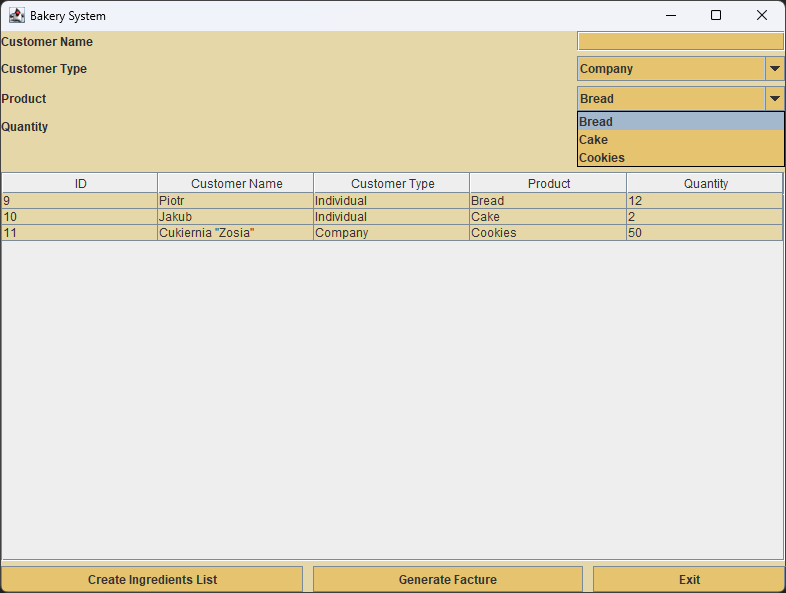 Bakery System
Customer Name
Customer Type Company
Product Bread
Quantity Bread
Cake
Cookies
ID Customer Name Customer Type Product Quantity
9 Piotr Individual Bread 12
10 Jakub Individual Cake 2
11 Cukiernia "Zosia" Company Cookies 50
Create Ingredients List Generate Facture Exit